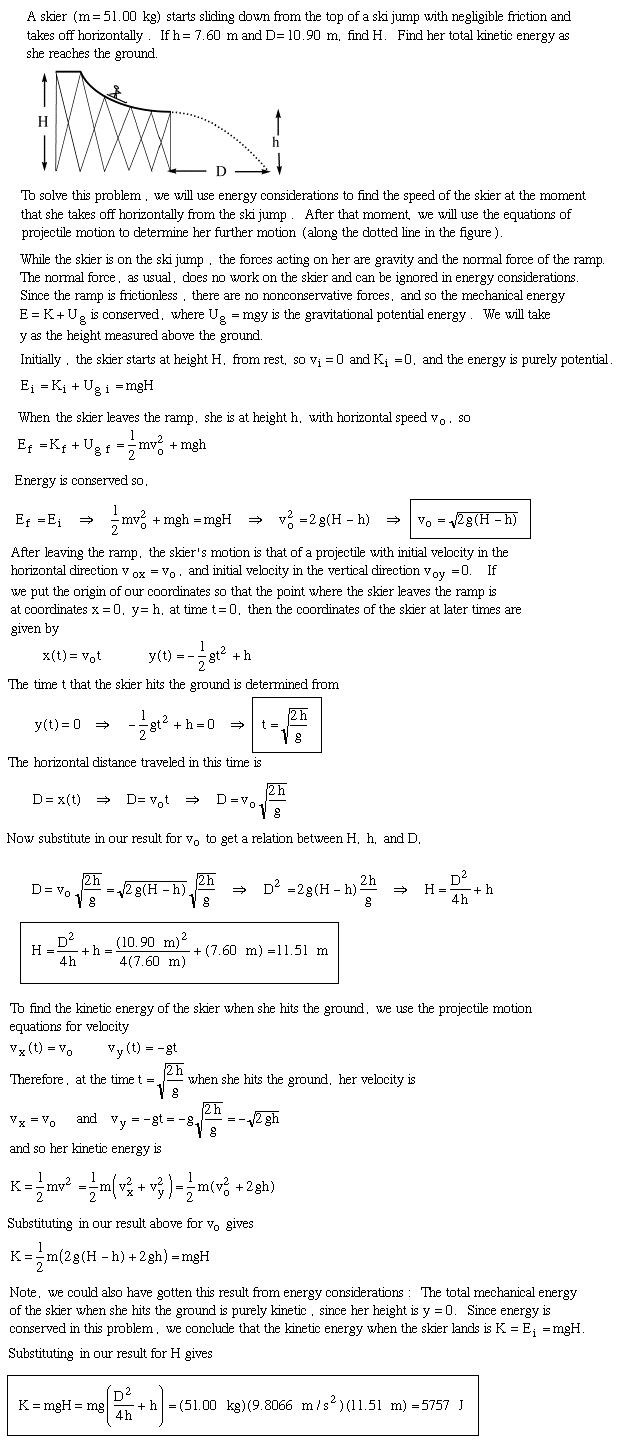 A skier (m = 51.00 kg) starts sliding down from the top of a ski jump with negligible friction and
takes off horizontally. If h = 7.60 m and D = 10.90 m, find H. Find her total kinetic energy as
she reaches the ground.
H
h
D
To solve this problem, we will use energy considerations to find the speed of the skier at the moment
that she takes off horizontally from the ski jump. After that moment, we will use the equations of
projectile motion to determine her further motion (along the dotted line in the figure).
While the skier is on the ski jump, the forces acting on her are gravity and the normal force of the ramp.
The normal force, as usual, does no work on the skier and can be ignored in energy considerations.
Since the ramp is frictionless, there are no nonconservative forces, and so the mechanical energy
E = K + U_g is conserved, where U_g = mgy is the gravitational potential energy. We will take
y as the height measured above the ground.
Initially, the skier starts at height H, from rest, so v_i = 0 and K_i = 0, and the energy is purely potential.
E_i = K_i + U_{g i} = mgH
When the skier leaves the ramp, she is at height h, with horizontal speed v_o, so
E_f = K_f + U_{g f} = \frac{1}{2}mv_o^2 + mgh
Energy is conserved so,
E_f = E_i ⇒ \frac{1}{2}mv_o^2 + mgh = mgH ⇒ v_o^2 = 2g(H − h) ⇒ v_o = \sqrt{2g(H − h)}
After leaving the ramp, the skier's motion is that of a projectile with initial velocity in the
horizontal direction v_{ox} = v_o, and initial velocity in the vertical direction v_{oy} = 0. If
we put the origin of our coordinates so that the point where the skier leaves the ramp is
at coordinates x = 0, y = h, at time t = 0, then the coordinates of the skier at later times are
given by
x(t) = v_o t y(t) = −\frac{1}{2}gt^2 + h
The time t that the skier hits the ground is determined from
y(t) = 0 ⇒ −\frac{1}{2}gt^2 + h = 0 ⇒ t = \sqrt{\frac{2h}{g}}
The horizontal distance traveled in this time is
D = x(t) ⇒ D = v_o t ⇒ D = v_o\sqrt{\frac{2h}{g}}
Now substitute in our result for v_o to get a relation between H, h, and D,
D = v_o\sqrt{\frac{2h}{g}} = \sqrt{2g(H − h)}\sqrt{\frac{2h}{g}} ⇒ D^2 = 2g(H − h)\frac{2h}{g} ⇒ H = \frac{D^2}{4h} + h
H = \frac{D^2}{4h} + h = \frac{(10.90 m)^2}{4(7.60 m)} + (7.60 m) = 11.51 m
To find the kinetic energy of the skier when she hits the ground, we use the projectile motion
equations for velocity
v_x(t) = v_o v_y(t) = −gt
Therefore, at the time t = \sqrt{\frac{2h}{g}} when she hits the ground, her velocity is
v_x = v_o and v_y = −gt = −g\sqrt{\frac{2h}{g}} = −\sqrt{2gh}
and so her kinetic energy is
K = \frac{1}{2}mv^2 = \frac{1}{2}m(v_x^2 + v_y^2) = \frac{1}{2}m(v_o^2 + 2gh)
Substituting in our result above for v_o gives
K = \frac{1}{2}m(2g(H − h) + 2gh) = mgH
Note, we could also have gotten this result from energy considerations: The total mechanical energy
of the skier when she hits the ground is purely kinetic, since her height is y = 0. Since energy is
conserved in this problem, we conclude that the kinetic energy when the skier lands is K = E_i = mgH.
Substituting in our result for H gives
K = mgH = mg(\frac{D^2}{4h} + h) = (51.00 kg)(9.8066 m/s^2)(11.51 m) = 5757 J